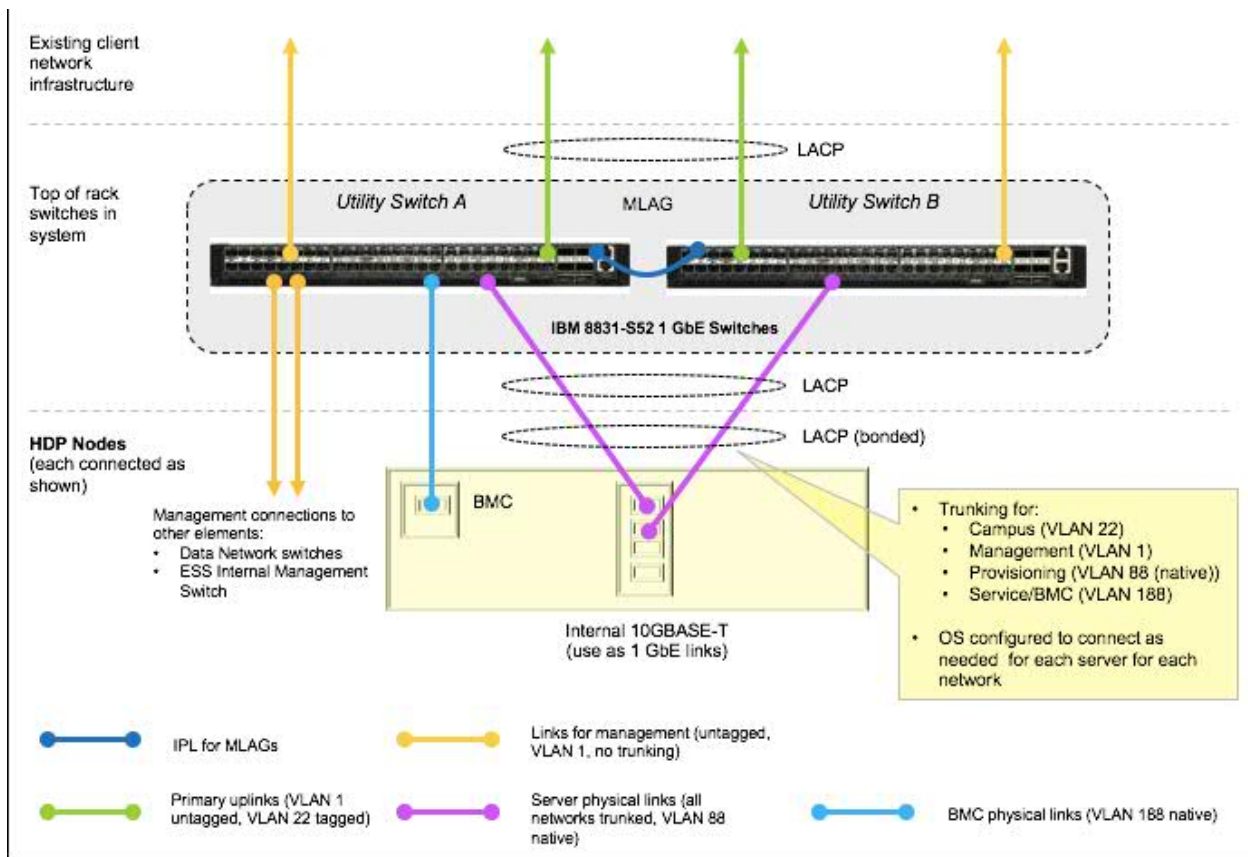 Existing client
network
infrastructure
LACP
Top of rack
switches in
system
Utility Switch A
MLAG
Utility Switch B
IBM 8831-S52 1 GbE Switches
LACP
HDP Nodes
(each connected as
shown)
LACP (bonded)
BMC
Management connections to
other elements:
• Data Network switches
• ESS Internal Management
Switch
• Trunking for:
• Campus (VLAN 22)
• Management (VLAN 1)
• Provisioning (VLAN 88 (native))
• Service/BMC (VLAN 188)
• OS configured to connect as
needed for each server for each
network
Internal 10GBASE-T
(use as 1 GbE links)
IPL for MLAGs
Links for management (untagged,
VLAN 1, no trunking)
Primary uplinks (VLAN 1
untagged, VLAN 22 tagged)
Server physical links (all
networks trunked, VLAN 88
native)
BMC physical links (VLAN 188 native)